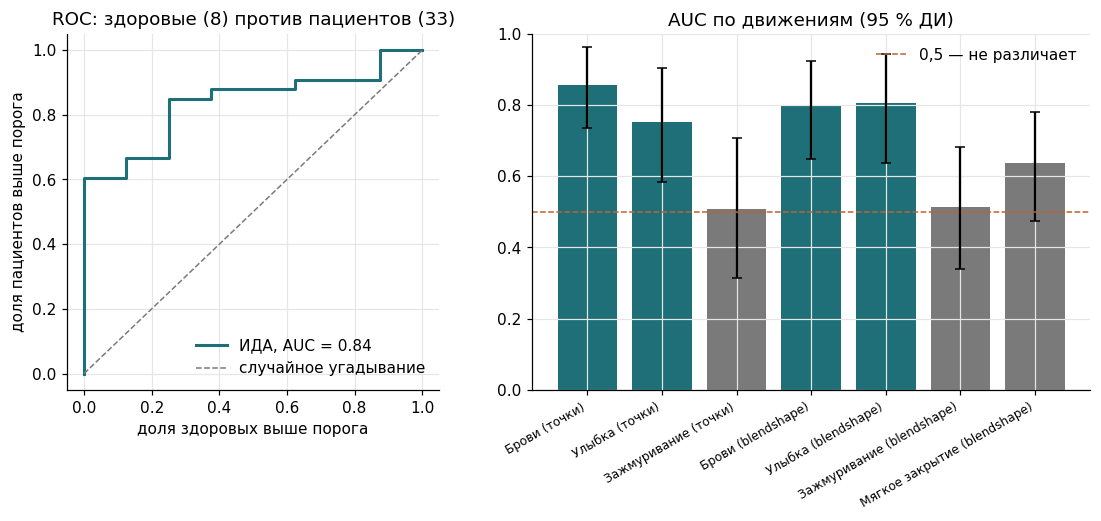 ROC: здоровые (8) против пациентов (33)
доля пациентов выше порога
1.0
0.8
0.6
0.4
0.2
0.0
ИДА, AUC = 0.84
случайное угадывание
0.0 0.2 0.4 0.6 0.8 1.0
доля здоровых выше порога
AUC по движениям (95 % ДИ)
1.0
0.8
0.6
0.4
0.2
0.0
0,5 — не различает
Брови (точки)
Улыбка (точки)
Зажмуривание (точки)
Брови (blendshape)
Улыбка (blendshape)
Зажмуривание (blendshape)
Мягкое закрытие (blendshape)